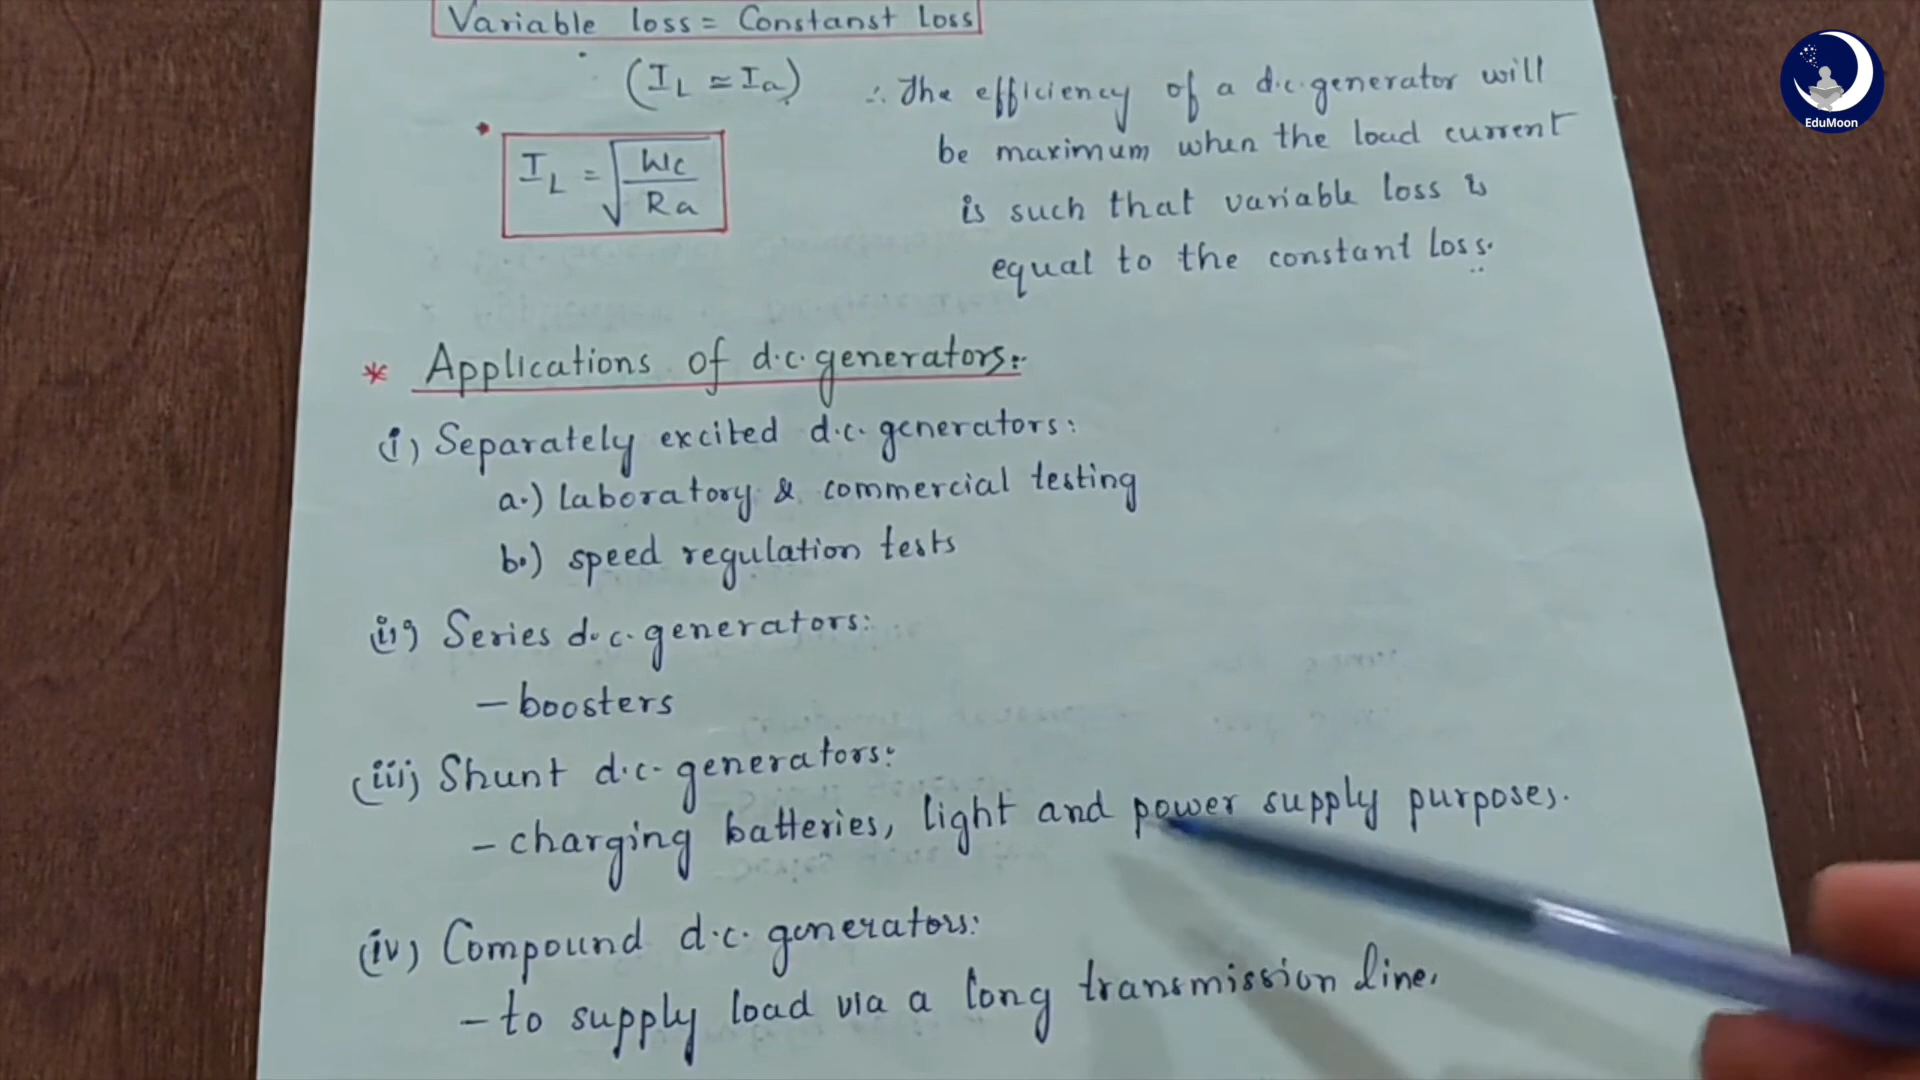 Variable loss = Constanst Loss
(IL ≃ Ia)
IL = √(Wc/Ra)
∴ The efficiency of a d.c. generator will
be maximum when the load current
is such that variable loss is
equal to the constant loss.
* Applications of d.c. generators:
(i) Separately excited d.c. generators:
a.) laboratory & commercial testing
b.) speed regulation tests
(ii) Series d.c. generators:
- boosters
(iii) Shunt d.c. generators:
- charging batteries, light and power supply purposes.
(iv) Compound d.c. generators:
- to supply load via a long transmission line.
EduMoon